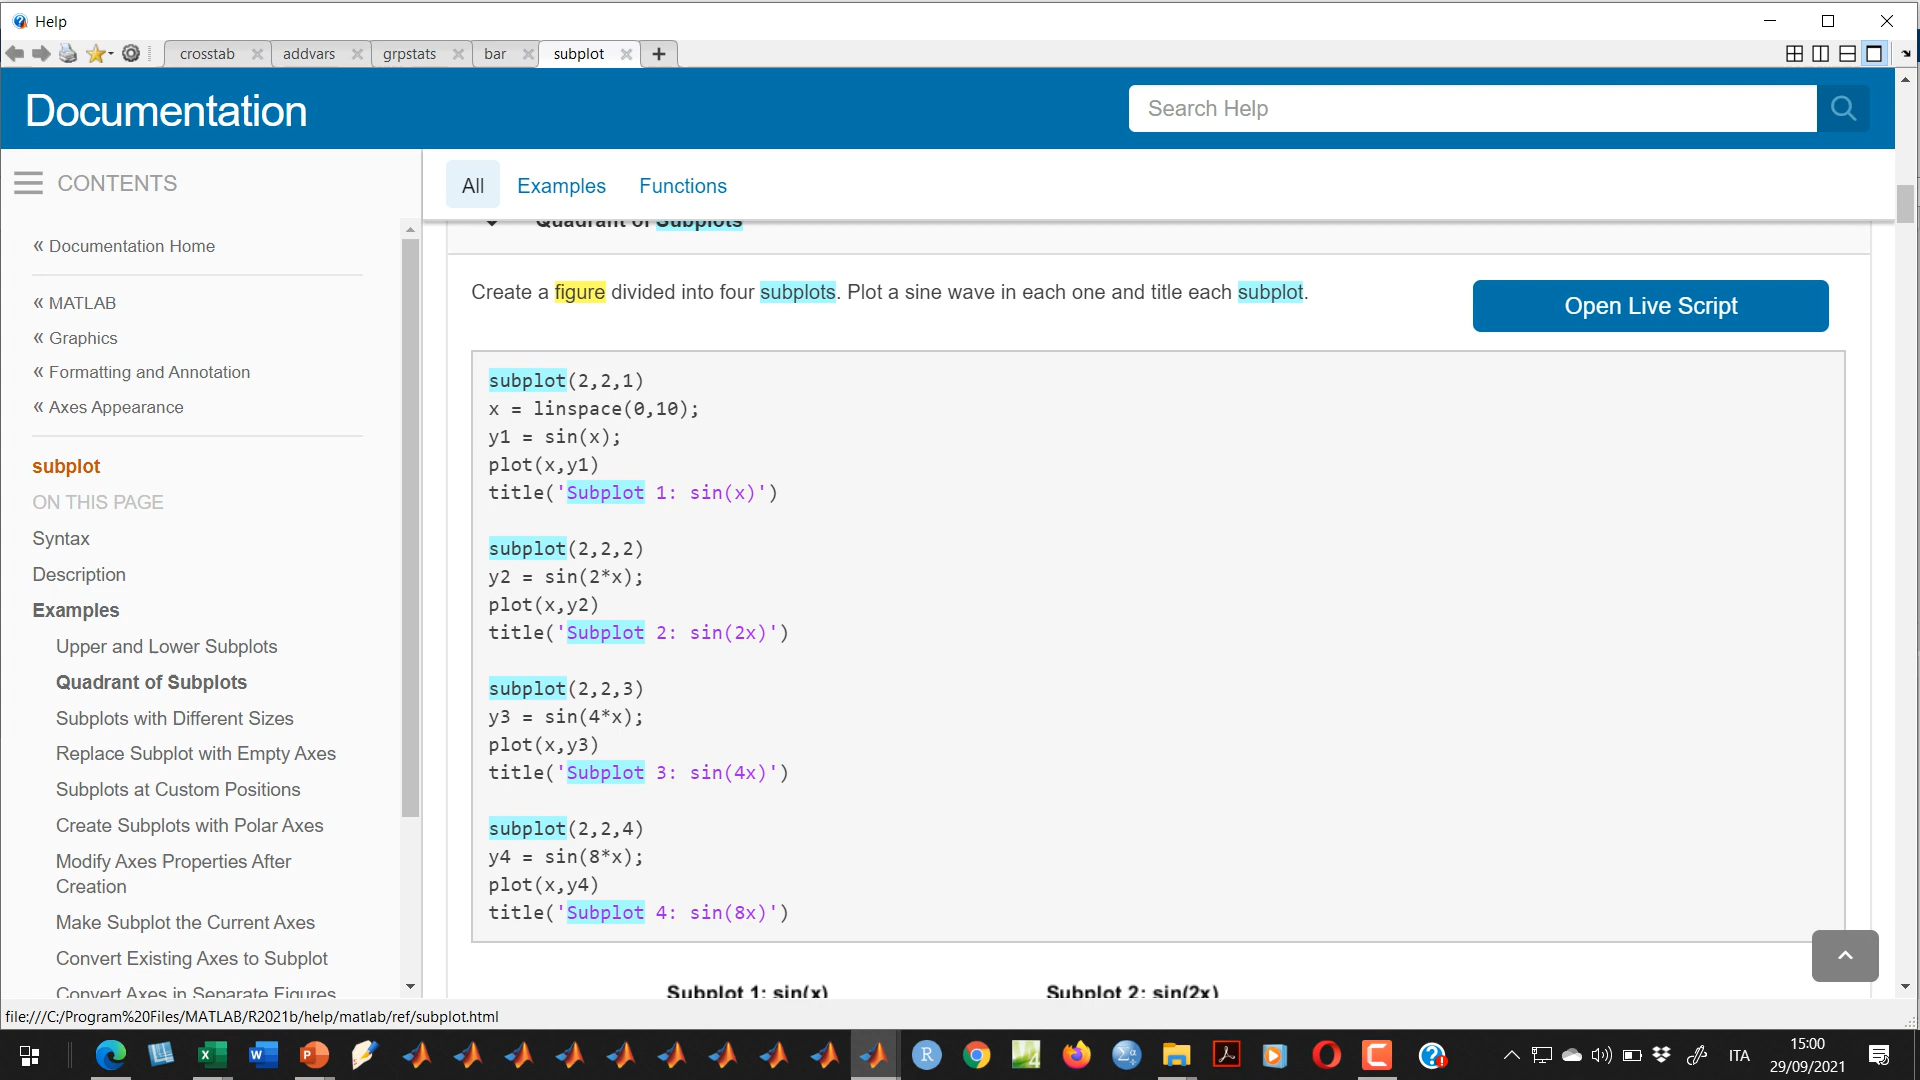 Help
crosstab addvars grpstats bar subplot
Documentation
Search Help
CONTENTS
All Examples Functions
« Documentation Home
« MATLAB
« Graphics
« Formatting and Annotation
« Axes Appearance
subplot
ON THIS PAGE
Syntax
Description
Examples
Upper and Lower Subplots
Quadrant of Subplots
Subplots with Different Sizes
Replace Subplot with Empty Axes
Subplots at Custom Positions
Create Subplots with Polar Axes
Modify Axes Properties After
Creation
Make Subplot the Current Axes
Convert Existing Axes to Subplot
Convert Axes in Separate Figures
Quadrant of Subplots
Create a figure divided into four subplots. Plot a sine wave in each one and title each subplot.
Open Live Script
subplot(2,2,1)
x = linspace(0,10);
y1 = sin(x);
plot(x,y1)
title('Subplot 1: sin(x)')
subplot(2,2,2)
y2 = sin(2*x);
plot(x,y2)
title('Subplot 2: sin(2x)')
subplot(2,2,3)
y3 = sin(4*x);
plot(x,y3)
title('Subplot 3: sin(4x)')
subplot(2,2,4)
y4 = sin(8*x);
plot(x,y4)
title('Subplot 4: sin(8x)')
Subplot 1: sin(x) Subplot 2: sin(2x)
file:///C:/Program%20Files/MATLAB/R2021b/help/matlab/ref/subplot.html
ITA
15:00
29/09/2021